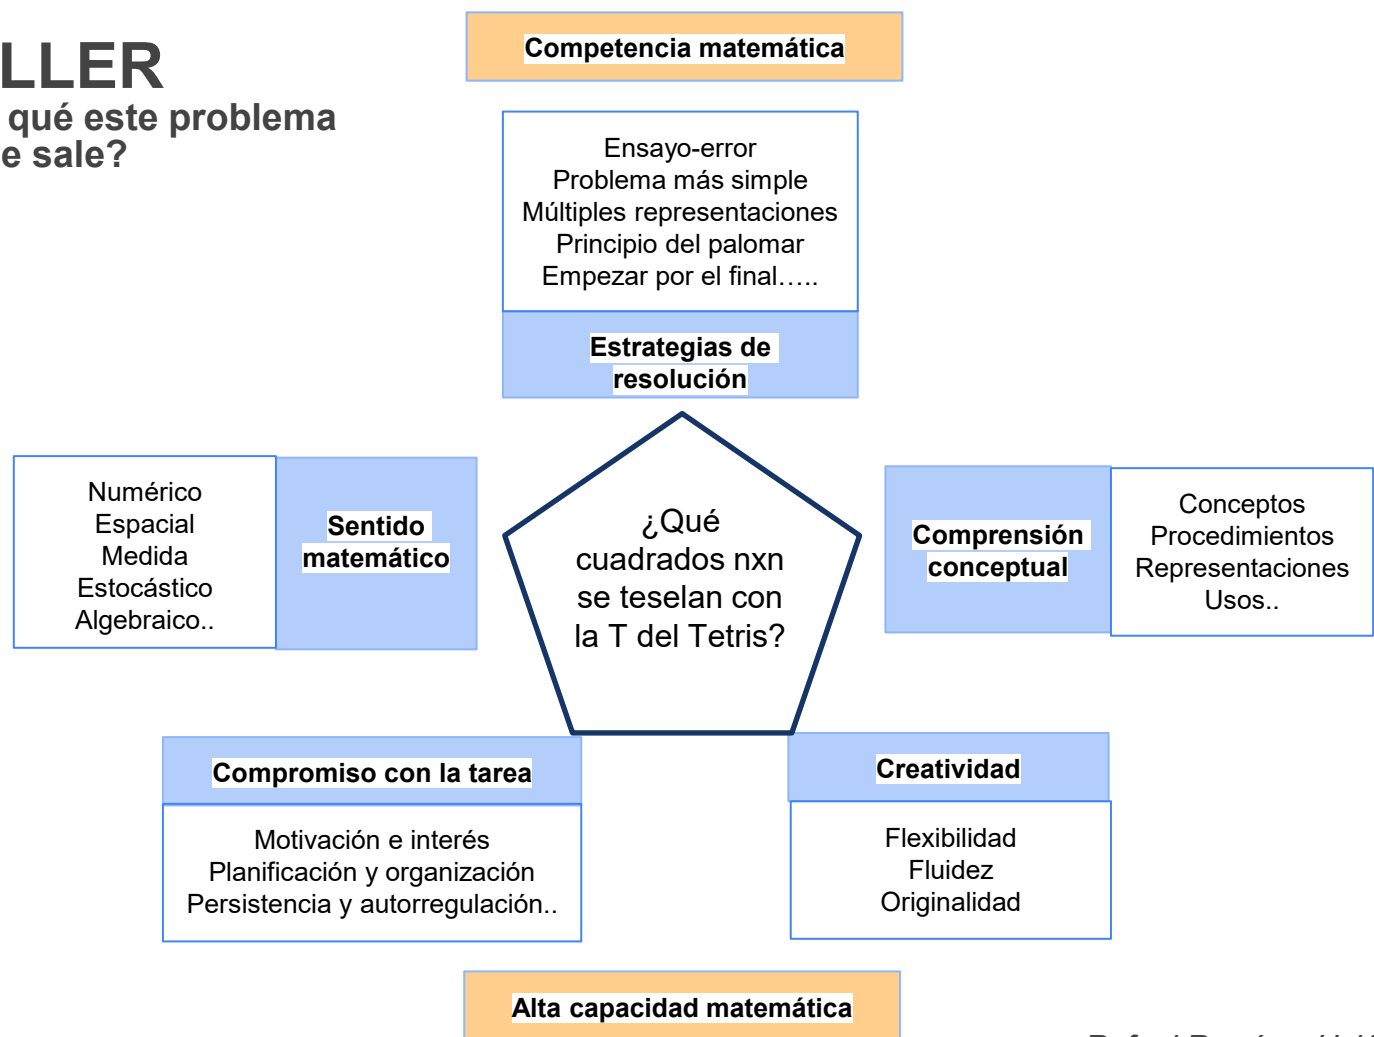 LLER
qué este problema
e sale?
Competencia matemática
Ensayo-error
Problema más simple
Múltiples representaciones
Principio del palomar
Empezar por el final…..
Estrategias de
resolución
Numérico
Espacial
Medida
Estocástico
Algebraico..
Sentido
matemático
¿Qué
cuadrados nxn
se teselan con
la T del Tetris?
Comprensión
conceptual
Conceptos
Procedimientos
Representaciones
Usos..
Compromiso con la tarea
Motivación e interés
Planificación y organización
Persistencia y autorregulación..
Creatividad
Flexibilidad
Fluidez
Originalidad
Alta capacidad matemática